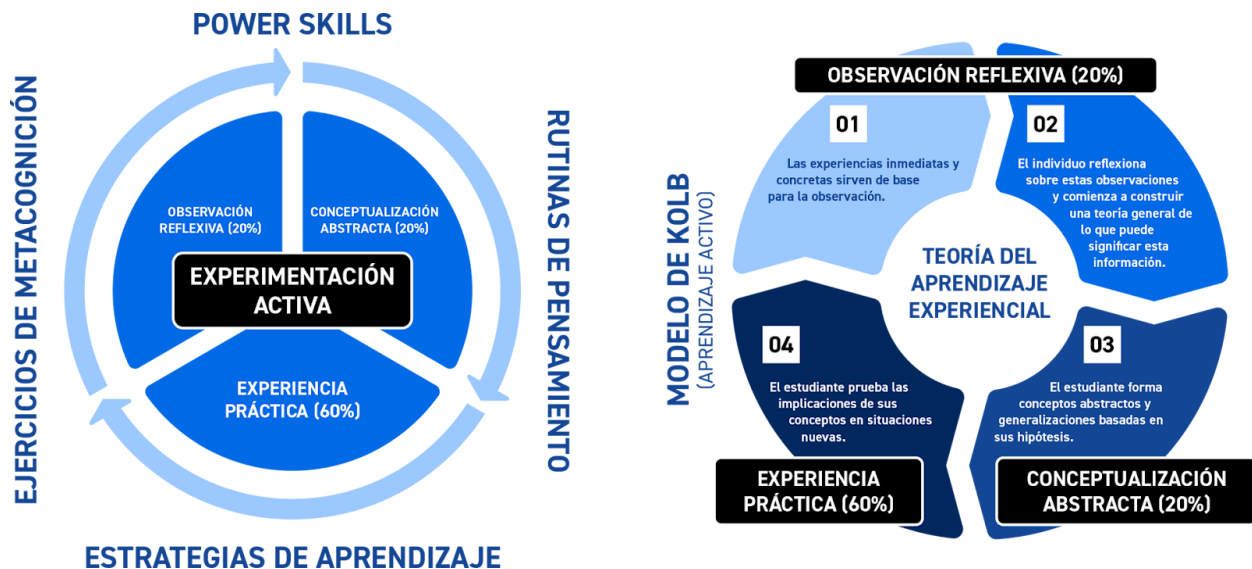 POWER SKILLS
EJERCICIOS DE METACOGNICIÓN
RUTINAS DE PENSAMIENTO
OBSERVACIÓN
REFLEXIVA (20%)
CONCEPTUALIZACIÓN
ABSTRACTA (20%)
EXPERIMENTACIÓN
ACTIVA
EXPERIENCIA
PRÁCTICA (60%)
ESTRATEGIAS DE APRENDIZAJE
MODELO DE KOLB
(APRENDIZAJE ACTIVO)
OBSERVACIÓN REFLEXIVA (20%)
01
Las experiencias inmediatas y
concretas sirven de base
para la observación.
02
El individuo reflexiona
sobre estas observaciones
y comienza a construir
una teoría general de
lo que puede
significar esta
información.
TEORÍA DEL
APRENDIZAJE
EXPERIENCIAL
04
El estudiante prueba las
implicaciones de sus
conceptos en situaciones
nuevas.
03
El estudiante forma
conceptos abstractos y
generalizaciones basadas en
sus hipótesis.
EXPERIENCIA
PRÁCTICA (60%)
CONCEPTUALIZACIÓN
ABSTRACTA (20%)